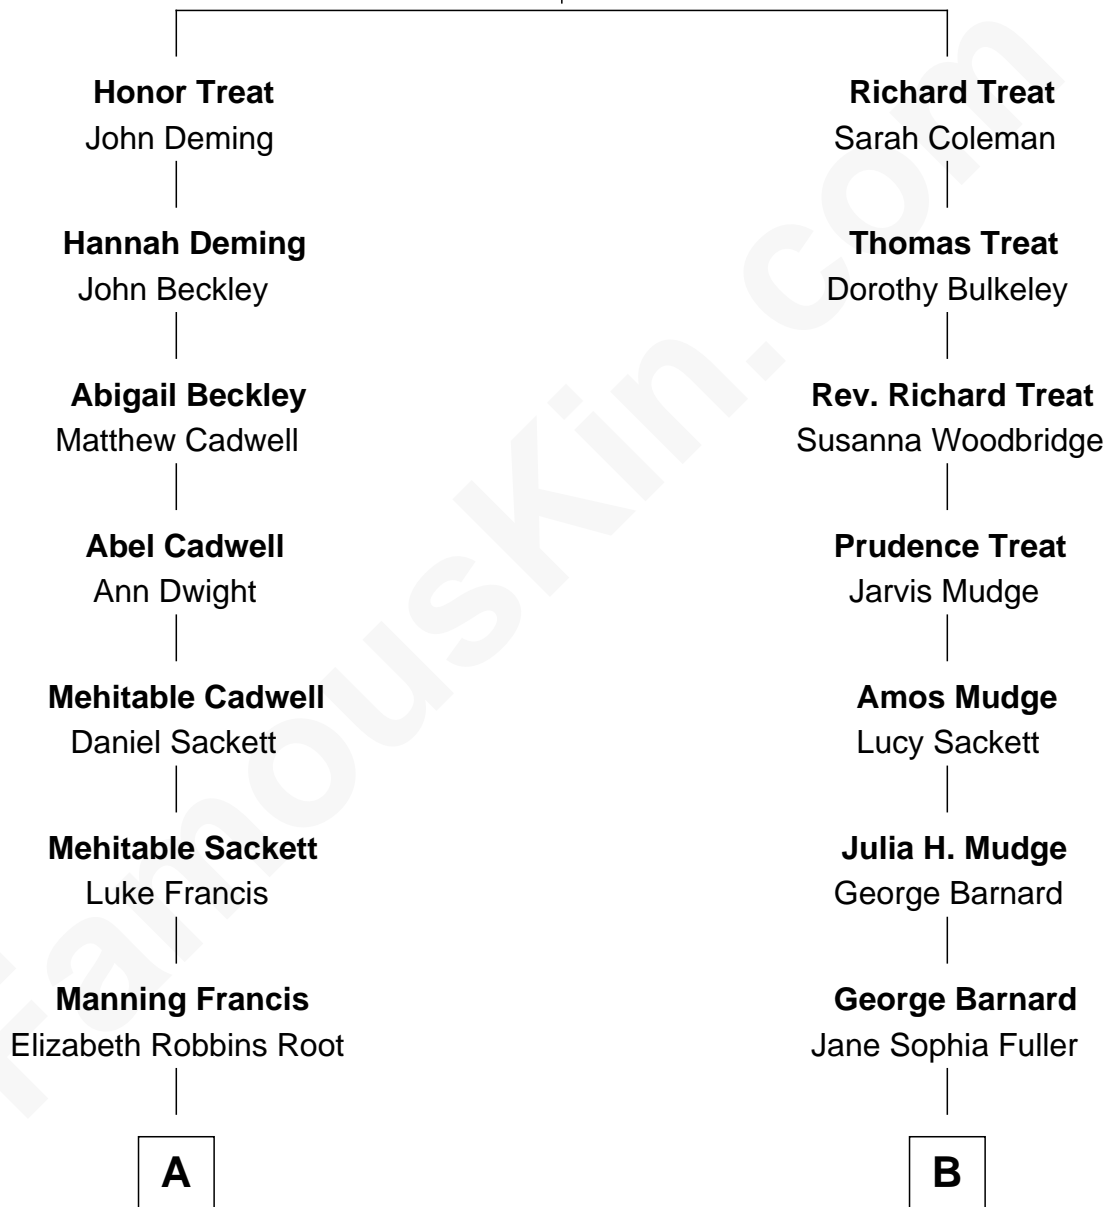 Honor Treat
John Deming
Richard Treat
Sarah Coleman
Hannah Deming
John Beckley
Thomas Treat
Dorothy Bulkeley
Abigail Beckley
Matthew Cadwell
Rev. Richard Treat
Susanna Woodbridge
Abel Cadwell
Ann Dwight
Prudence Treat
Jarvis Mudge
Mehitable Cadwell
Daniel Sackett
Amos Mudge
Lucy Sackett
Mehitable Sackett
Luke Francis
Julia H. Mudge
George Barnard
Manning Francis
Elizabeth Robbins Root
George Barnard
Jane Sophia Fuller
A
B
FamousKin.com